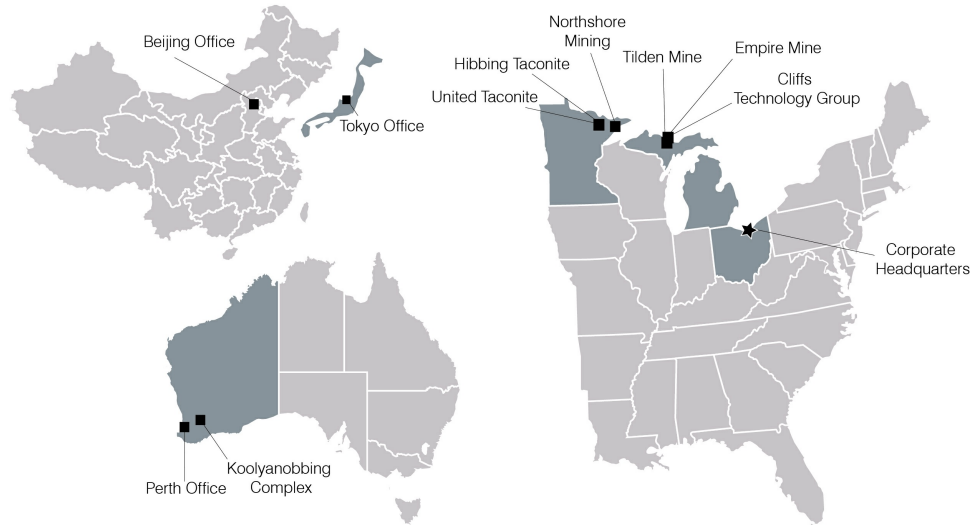 Beijing Office
Tokyo Office
Northshore
Mining
Hibbing Taconite
United Taconite
Tilden Mine
Empire Mine
Cliffs
Technology Group
Corporate
Headquarters
Koolyanobbing
Complex
Perth Office